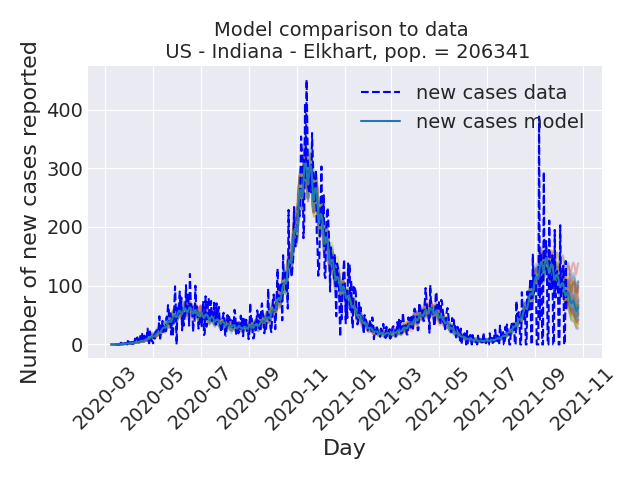 Model comparison to data
US - Indiana - Elkhart, pop. = 206341
Number of new cases reported
400
300
200
100
0
new cases data
new cases model
2020-03
2020-05
2020-07
2020-09
2020-11
2021-01
2021-03
2021-05
2021-07
2021-09
2021-11
Day